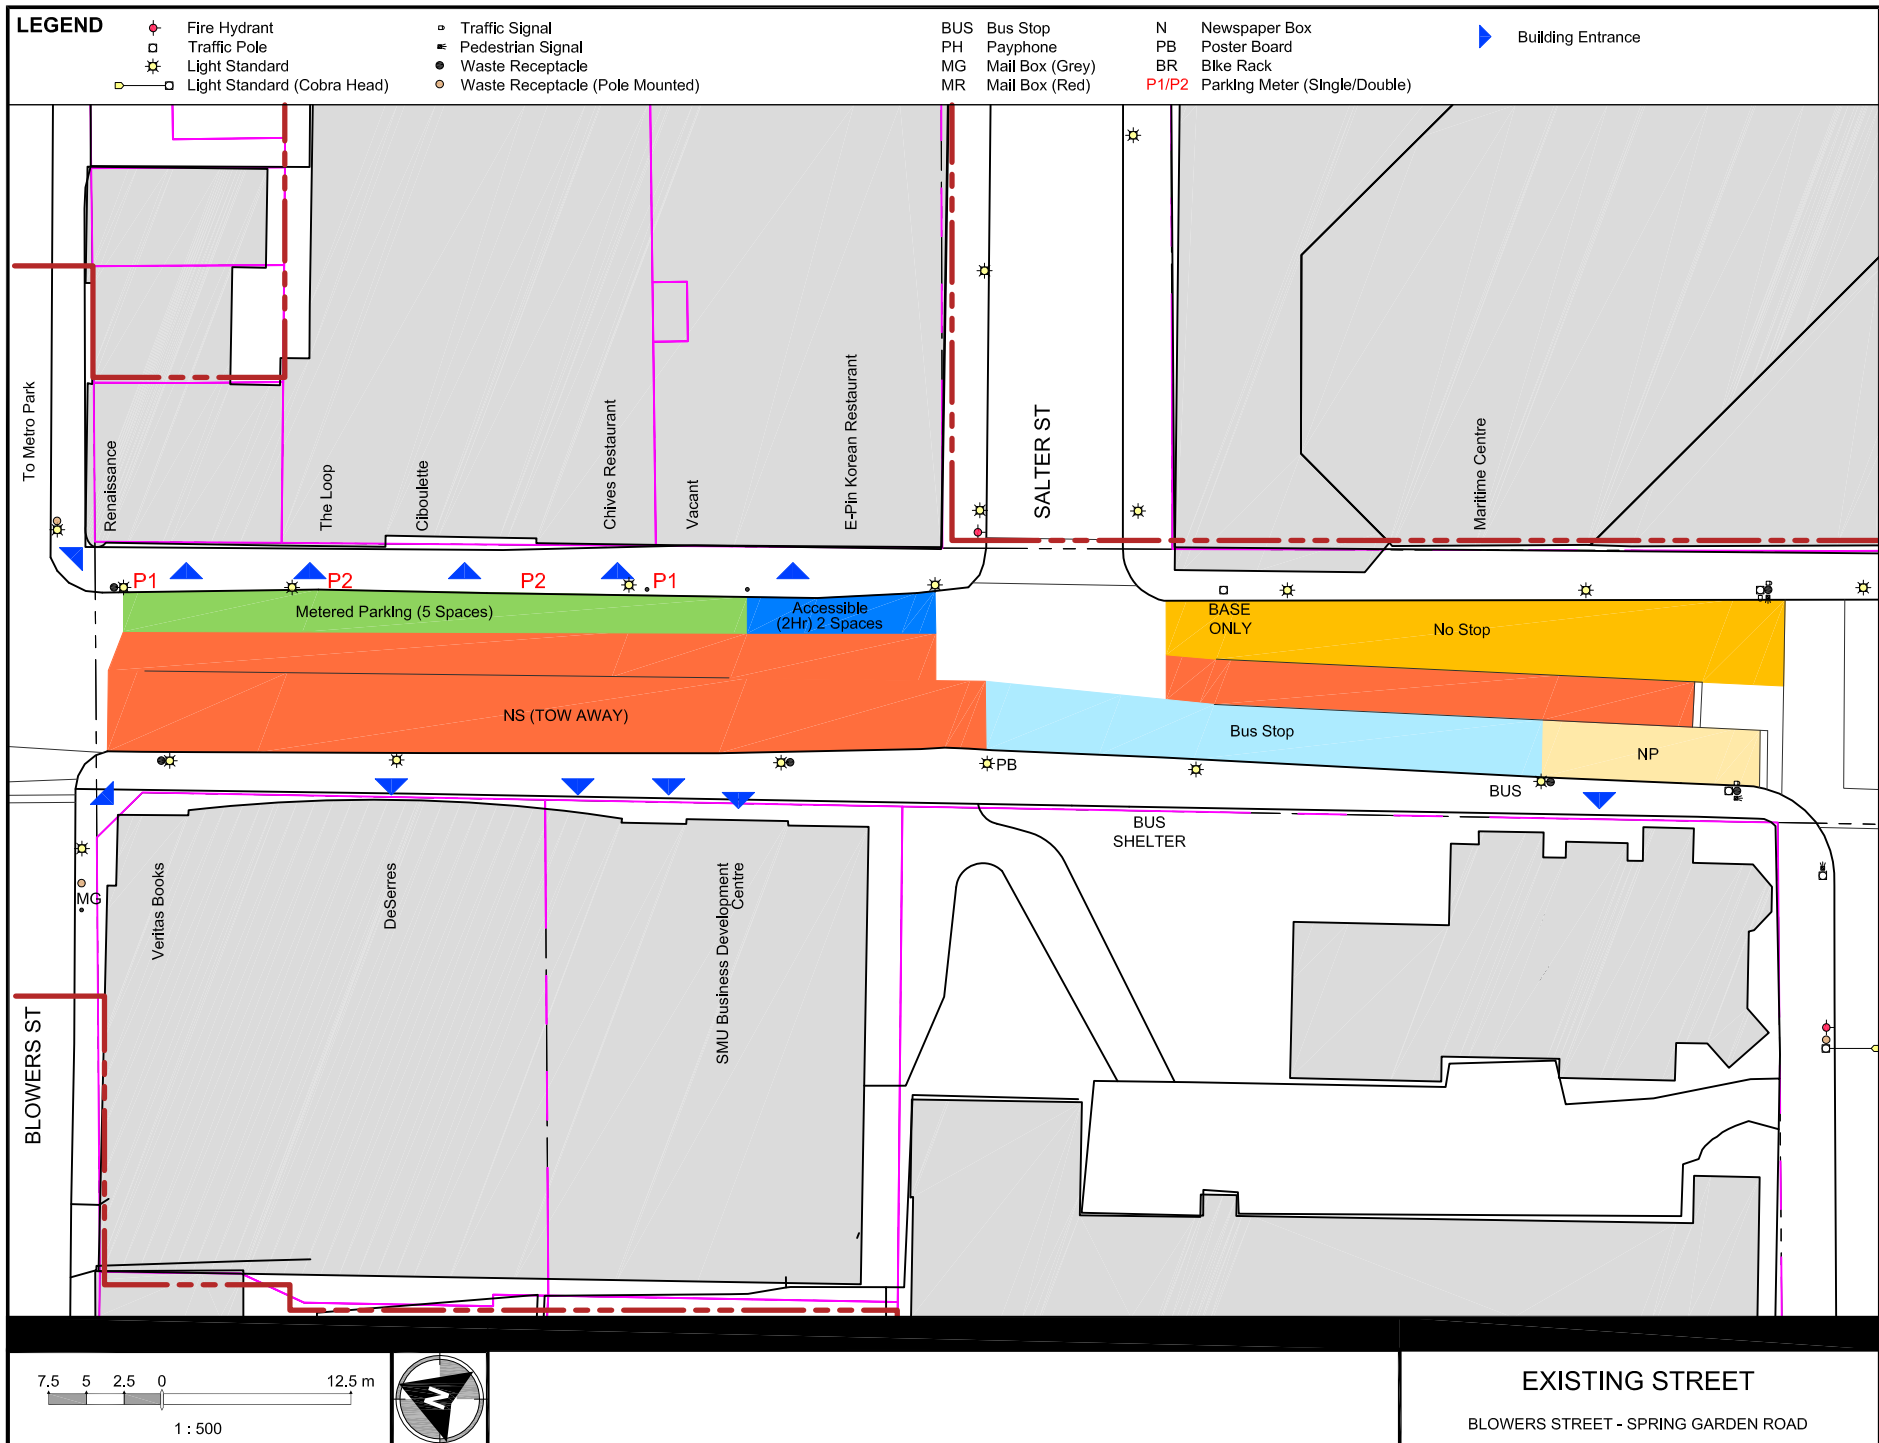 LEGEND
Fire Hydrant
Traffic Pole
Light Standard
Light Standard (Cobra Head)
Traffic Signal
Pedestrian Signal
Waste Receptacle
Waste Receptacle (Pole Mounted)
BUS Bus Stop
PH Payphone
MG Mail Box (Grey)
MR Mail Box (Red)
N Newspaper Box
PB Poster Board
BR Bike Rack
P1/P2 Parking Meter (Single/Double)
Building Entrance
To Metro Park
Renaissance
The Loop
Ciboulette
Chives Restaurant
Vacant
E-Pin Korean Restaurant
SALTER ST
Maritime Centre
P1
P2
P2
P1
Metered Parking (5 Spaces)
Accessible
(2Hr) 2 Spaces
BASE
ONLY
No Stop
NS (TOW AWAY)
Bus Stop
NP
PB
BUS
BUS
SHELTER
MG
Veritas Books
DeSerres
SMU Business Development
Centre
BLOWERS ST
7.5 5 2.5 0 12.5 m
1 : 500
N
EXISTING STREET
BLOWERS STREET - SPRING GARDEN ROAD